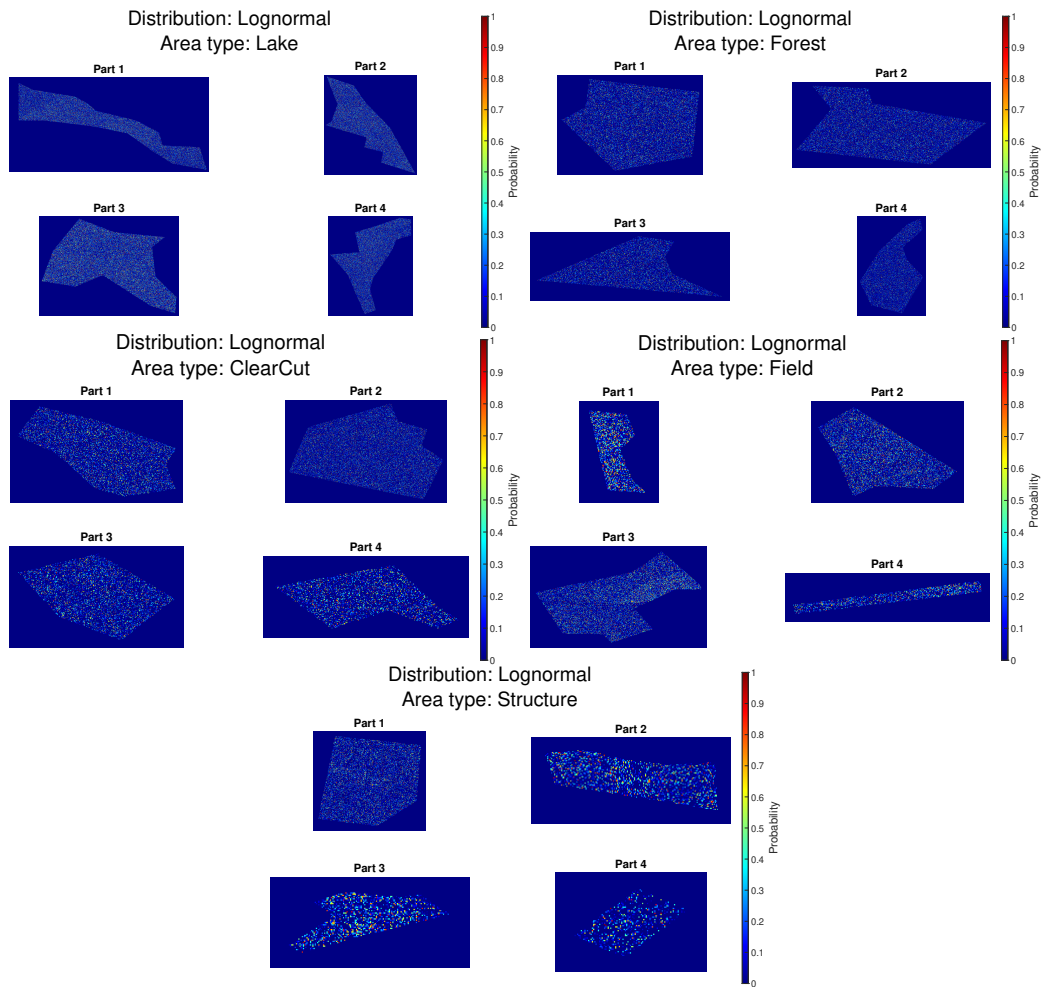 Distribution: Lognormal
Area type: Lake
Part 1
Part 2
Part 3
Part 4
1
0.9
0.8
0.7
0.6
0.5
0.4
0.3
0.2
0.1
0
Probability
Distribution: Lognormal
Area type: Forest
Part 1
Part 2
Part 3
Part 4
1
0.9
0.8
0.7
0.6
0.5
0.4
0.3
0.2
0.1
0
Probability
Distribution: Lognormal
Area type: ClearCut
Part 1
Part 2
Part 3
Part 4
1
0.9
0.8
0.7
0.6
0.5
0.4
0.3
0.2
0.1
0
Probability
Distribution: Lognormal
Area type: Field
Part 1
Part 2
Part 3
Part 4
1
0.9
0.8
0.7
0.6
0.5
0.4
0.3
0.2
0.1
0
Probability
Distribution: Lognormal
Area type: Structure
Part 1
Part 2
Part 3
Part 4
1
0.9
0.8
0.7
0.6
0.5
0.4
0.3
0.2
0.1
0
Probability